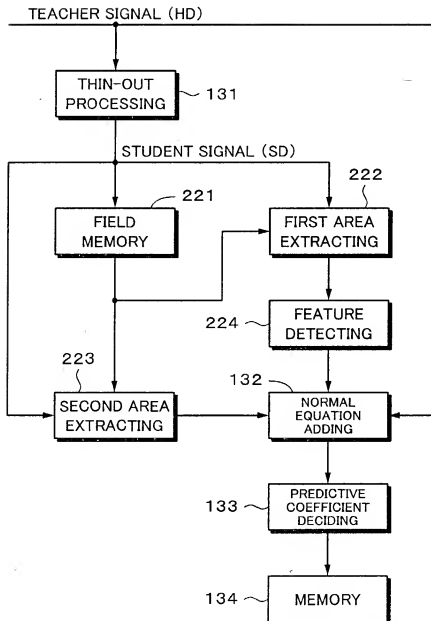 TEACHER SIGNAL (HD)
THIN-OUT
PROCESSING
131
STUDENT SIGNAL (SD)
221
222
FIELD
MEMORY
FIRST AREA
EXTRACTING
224
FEATURE
DETECTING
223
132
SECOND AREA
EXTRACTING
NORMAL
EQUATION
ADDING
133
PREDICTIVE
COEFFICIENT
DECIDING
134
MEMORY